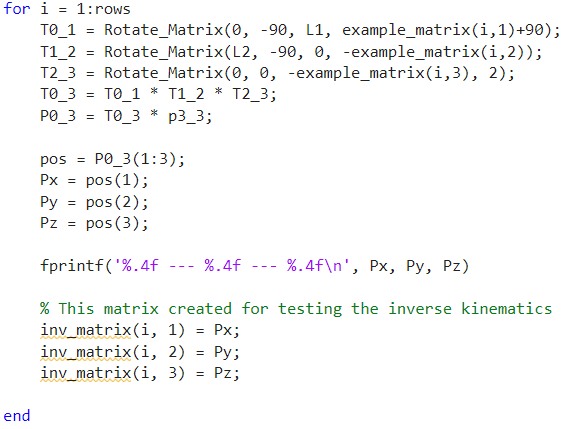 for i = 1:rows
    T0_1 = Rotate_Matrix(0, -90, L1, example_matrix(i,1)+90);
    T1_2 = Rotate_Matrix(L2, -90, 0, -example_matrix(i,2));
    T2_3 = Rotate_Matrix(0, 0, -example_matrix(i,3), 2);
    T0_3 = T0_1 * T1_2 * T2_3;
    P0_3 = T0_3 * p3_3;

    pos = P0_3(1:3);
    Px = pos(1);
    Py = pos(2);
    Pz = pos(3);

    fprintf('%.4f --- %.4f --- %.4f\n', Px, Py, Pz)

    % This matrix created for testing the inverse kinematics
    inv_matrix(i, 1) = Px;
    inv_matrix(i, 2) = Py;
    inv_matrix(i, 3) = Pz;

end